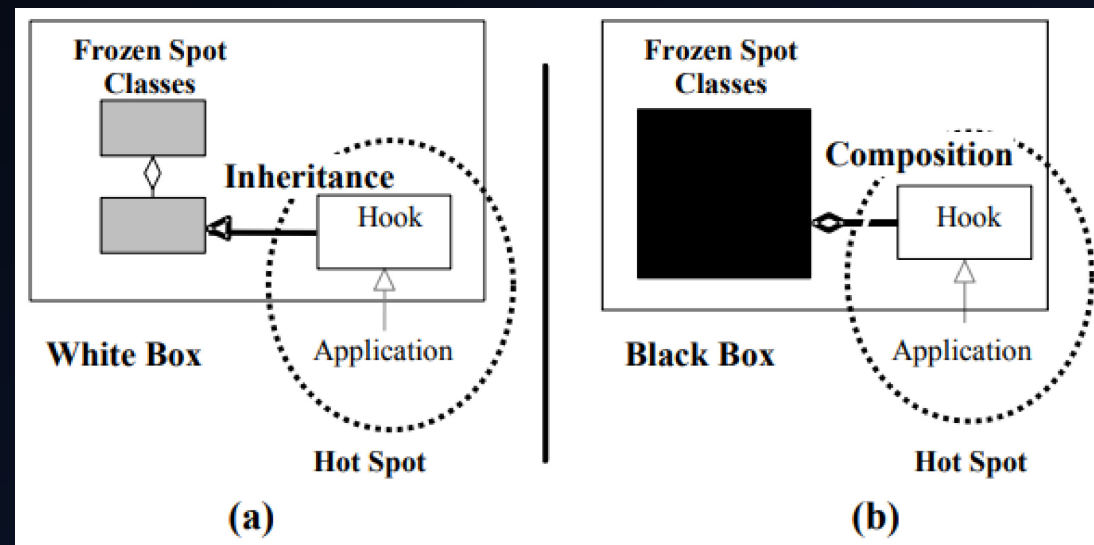 Frozen Spot
Classes
Inheritance
Hook
White Box
Application
Hot Spot
(a)
Frozen Spot
Classes
Composition
Hook
Black Box
Application
Hot Spot
(b)